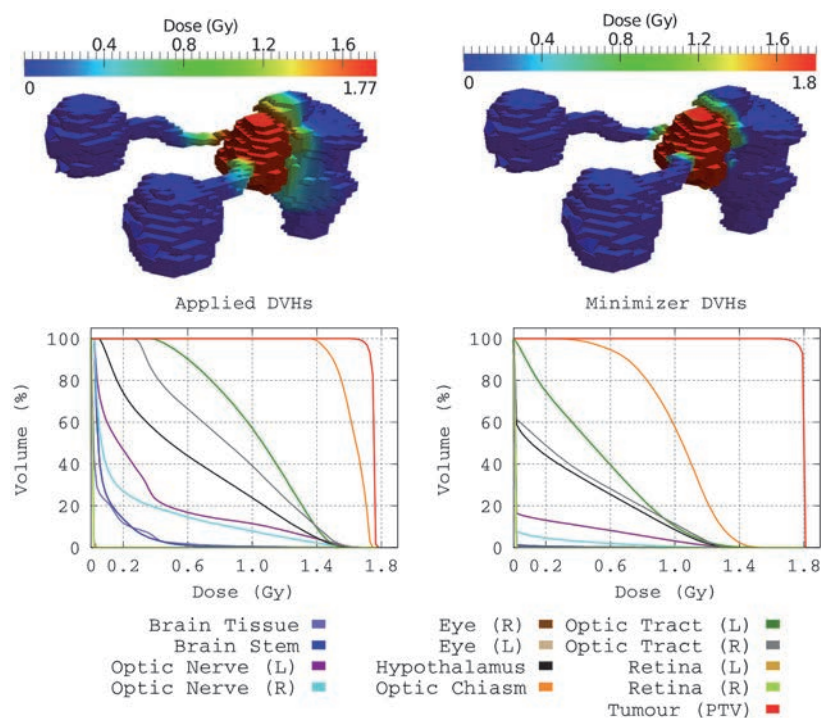 Dose (Gy)
0.4 0.8 1.2 1.6
0 1.77
Dose (Gy)
0.4 0.8 1.2 1.6
0 1.8
Applied DVHs
100
80
60
40
20
0
Volume (%)
0 0.2 0.6 1.0 1.4 1.8
Dose (Gy)
Minimizer DVHs
100
80
60
40
20
0
Volume (%)
0 0.2 0.6 1.0 1.4 1.8
Dose (Gy)
Brain Tissue
Brain Stem
Optic Nerve (L)
Optic Nerve (R)
Eye (R)
Eye (L)
Hypothalamus
Optic Chiasm
Optic Tract (L)
Optic Tract (R)
Retina (L)
Retina (R)
Tumour (PTV)